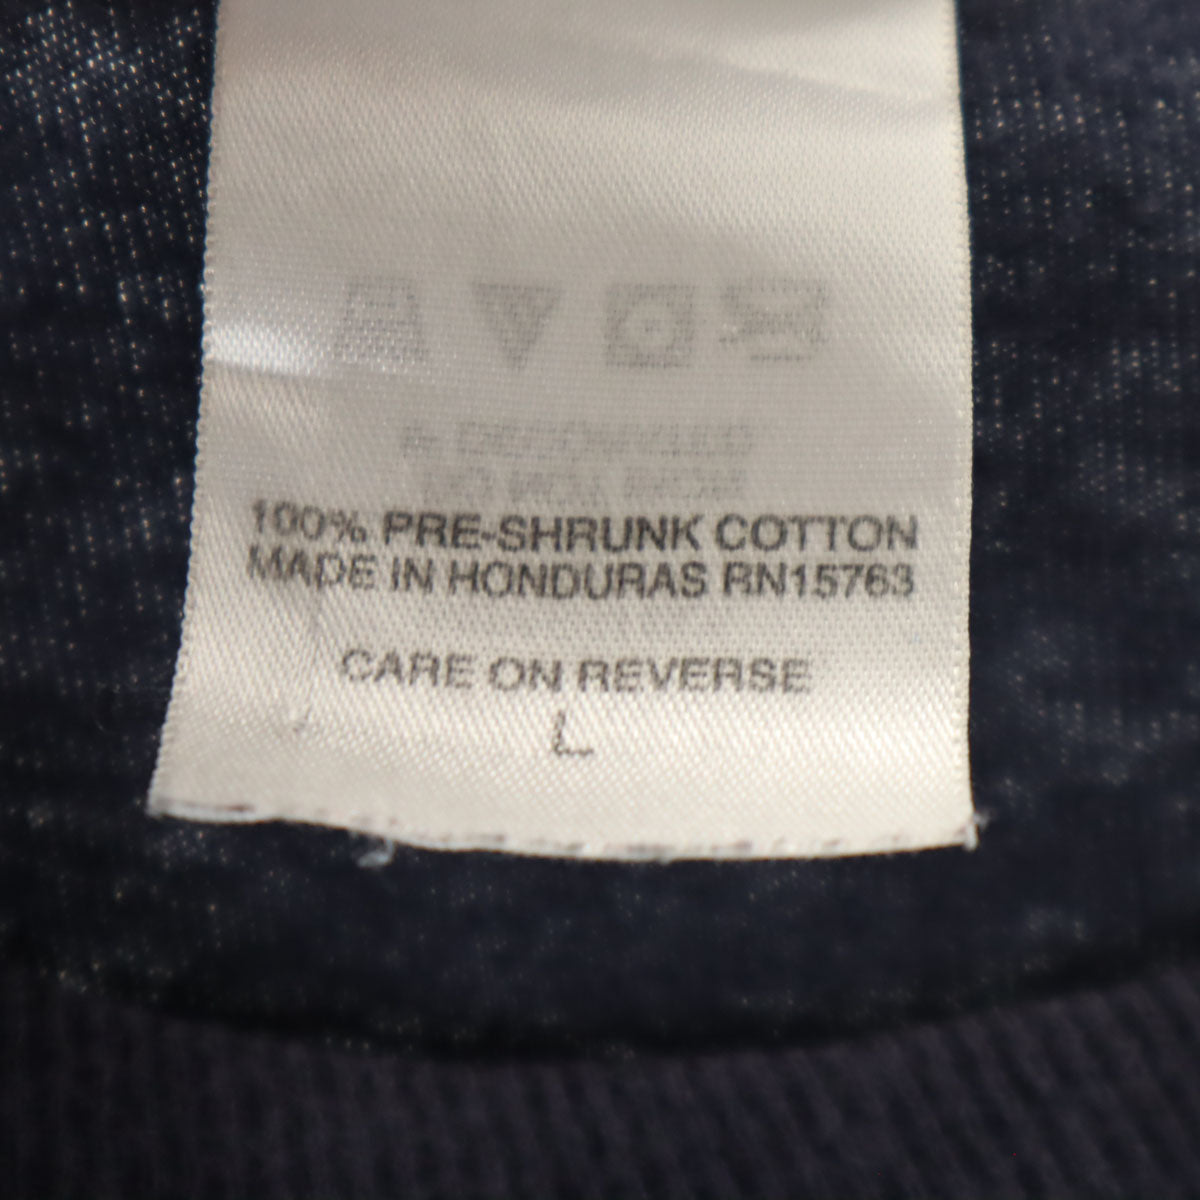 100% PRE-SHRUNK COTTON
MADE IN HONDURAS RN15763
CARE ON REVERSE
L